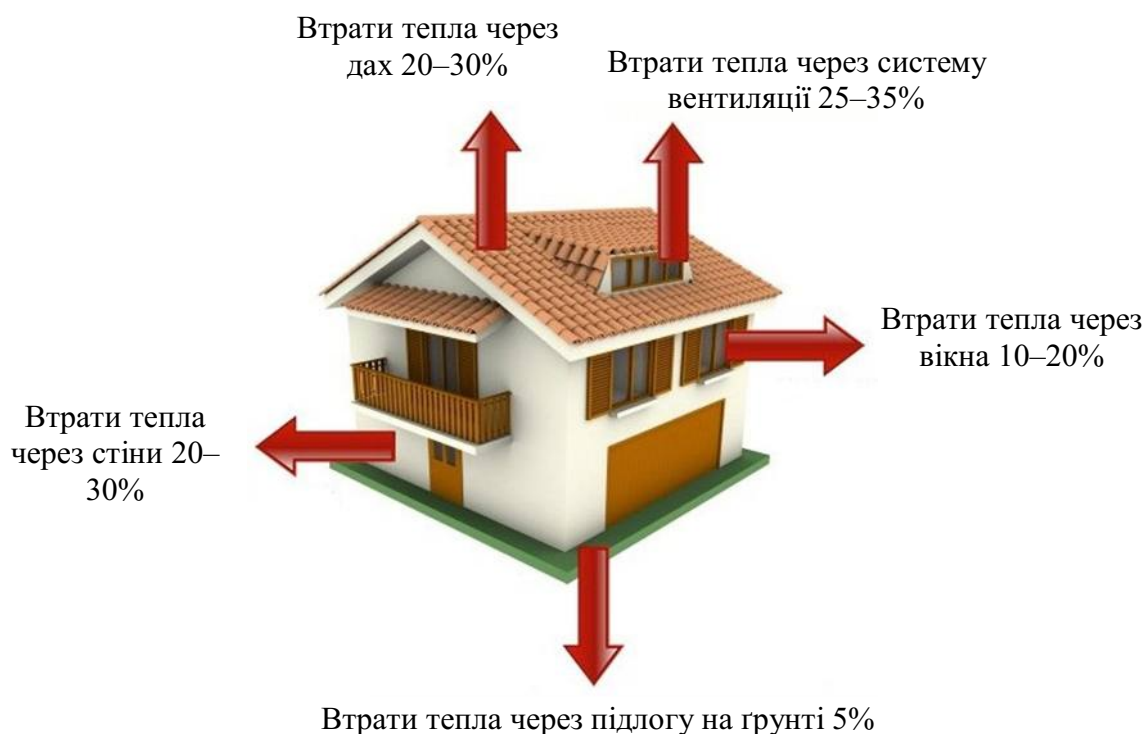 Втрати тепла через
дах 20–30%
Втрати тепла через систему
вентиляції 25–35%
Втрати тепла через
вікна 10–20%
Втрати тепла
через стіни 20–
30%
Втрати тепла через підлогу на ґрунті 5%